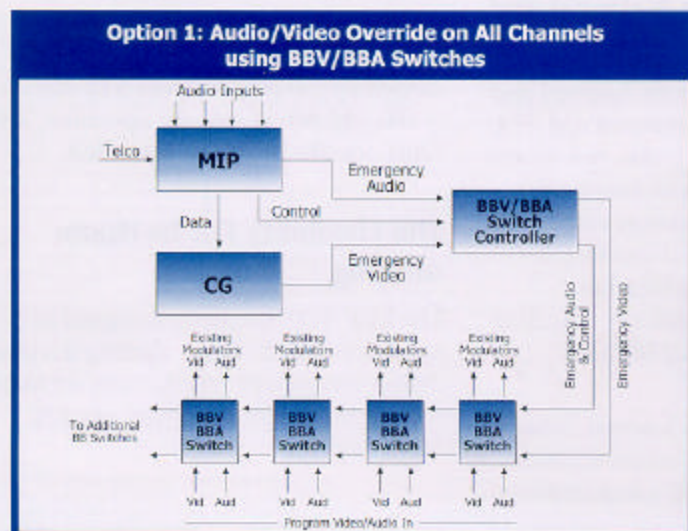 Option 1: Audio/Video Override on All Channels
using BBV/BBA Switches
Audio Inputs
Telco
MIP
Emergency
Audio
Control
BBV/BBA
Switch
Controller
Data
Emergency
Video
CG
Emergency Audio
& Control
Emergency Video
Existing
Modulators
Vid Aud
Existing
Modulators
Vid Aud
Existing
Modulators
Vid Aud
Existing
Modulators
Vid Aud
To Additional
BB Switches
BBV
BBA
Switch
BBV
BBA
Switch
BBV
BBA
Switch
BBV
BBA
Switch
Vid Aud
Vid Aud
Vid Aud
Vid Aud
Program Video/Audio In